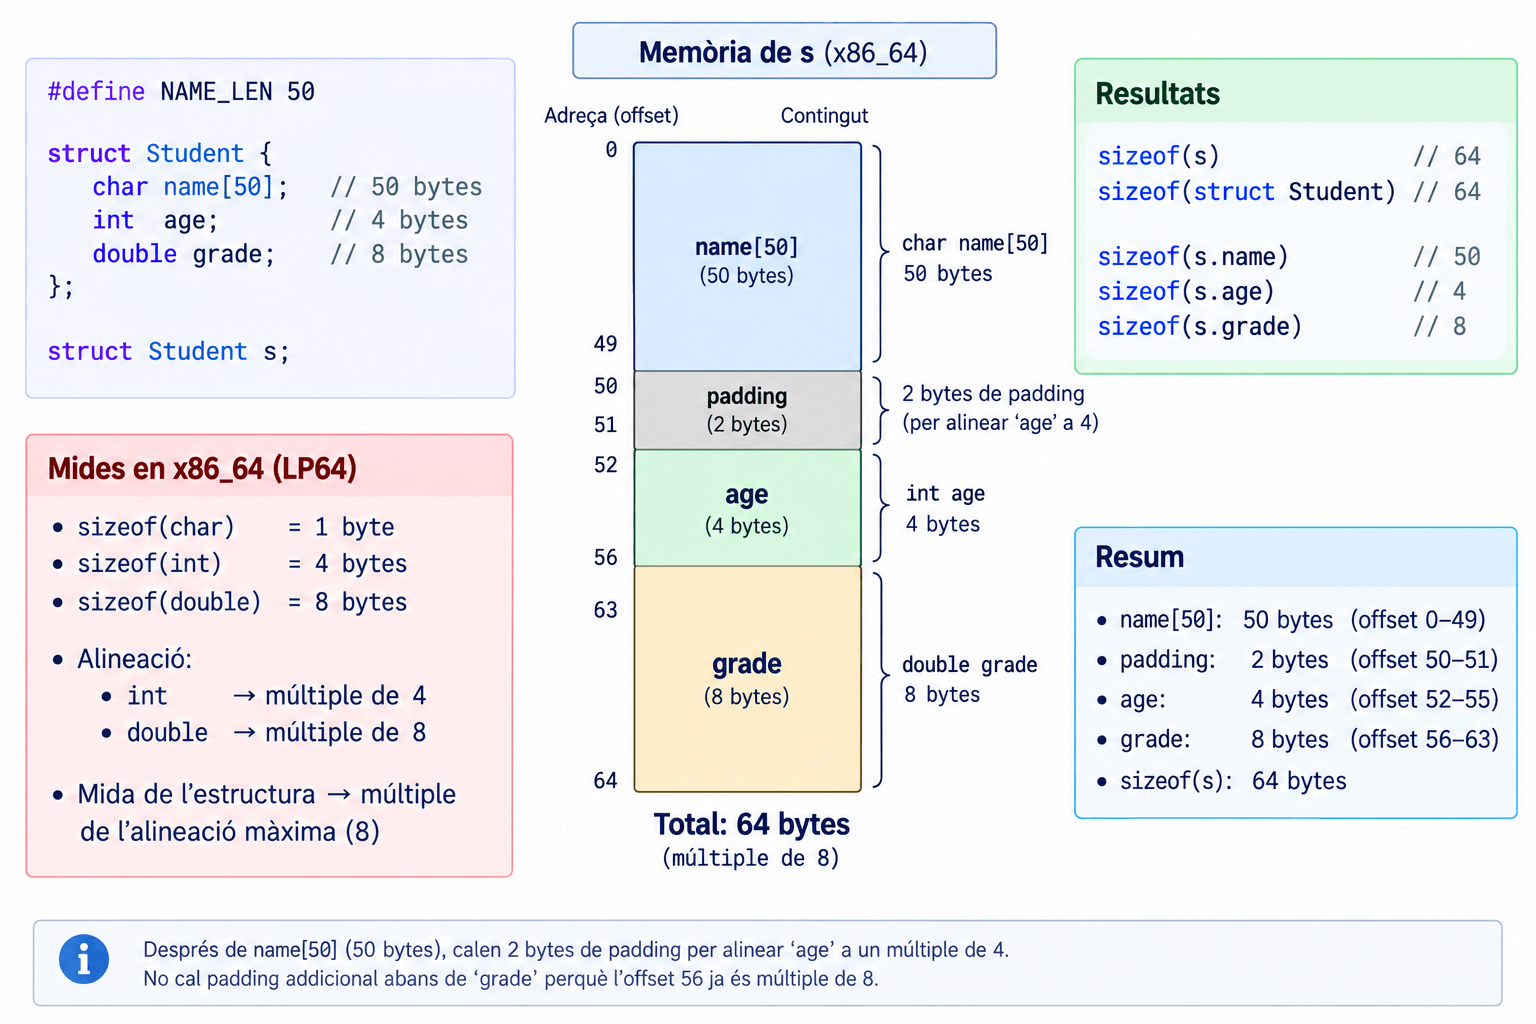 #define NAME_LEN 50
struct Student {
char name[50]; // 50 bytes
int age; // 4 bytes
double grade; // 8 bytes
};
struct Student s;
Mides en x86_64 (LP64)
• sizeof(char) = 1 byte
• sizeof(int) = 4 bytes
• sizeof(double) = 8 bytes
• Alineació:
• int → múltiple de 4
• double → múltiple de 8
• Mida de l’estructura → múltiple
de l’alineació màxima (8)
Memòria de s (x86_64)
Adreça (offset) Contingut
0
name[50]
(50 bytes)
char name[50]
50 bytes
49
50
padding
(2 bytes)
51
2 bytes de padding
(per alinear ‘age’ a 4)
52
age
(4 bytes)
int age
4 bytes
56
63
grade
(8 bytes)
double grade
8 bytes
64
Total: 64 bytes
(múltiple de 8)
Resultats
sizeof(s) // 64
sizeof(struct Student) // 64
sizeof(s.name) // 50
sizeof(s.age) // 4
sizeof(s.grade) // 8
Resum
• name[50]: 50 bytes (offset 0–49)
• padding: 2 bytes (offset 50–51)
• age: 4 bytes (offset 52–55)
• grade: 8 bytes (offset 56–63)
• sizeof(s): 64 bytes
i
Després de name[50] (50 bytes), calen 2 bytes de padding per alinear ‘age’ a un múltiple de 4.
No cal padding addicional abans de ‘grade’ perquè l’offset 56 ja és múltiple de 8.